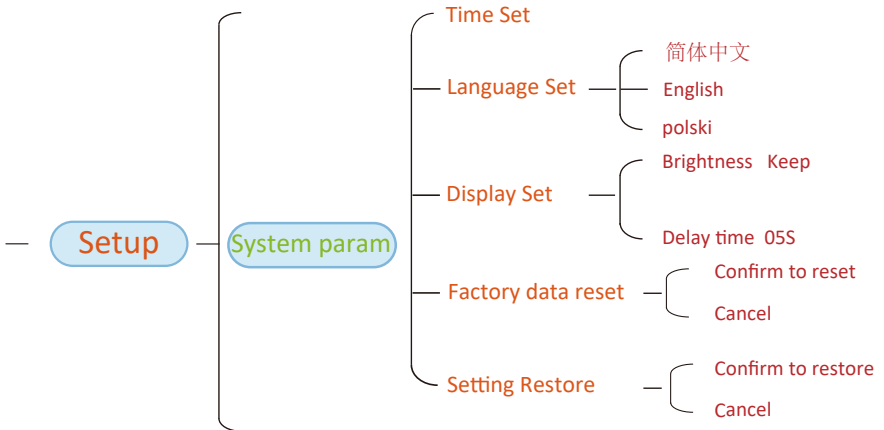 Setup
System param
Time Set
Language Set
简体中文
English
polski
Display Set
Brightness Keep
Delay time 05S
Factory data reset
Confirm to reset
Cancel
Setting Restore
Confirm to restore
Cancel